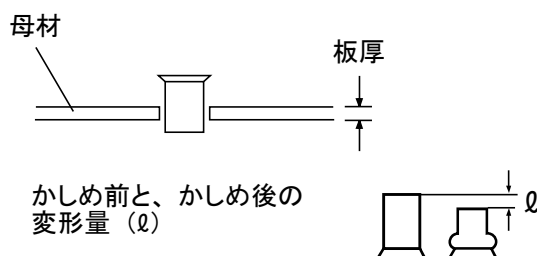 母材
板厚
かしめ前と、かしめ後の
変形量（ℓ）
ℓ